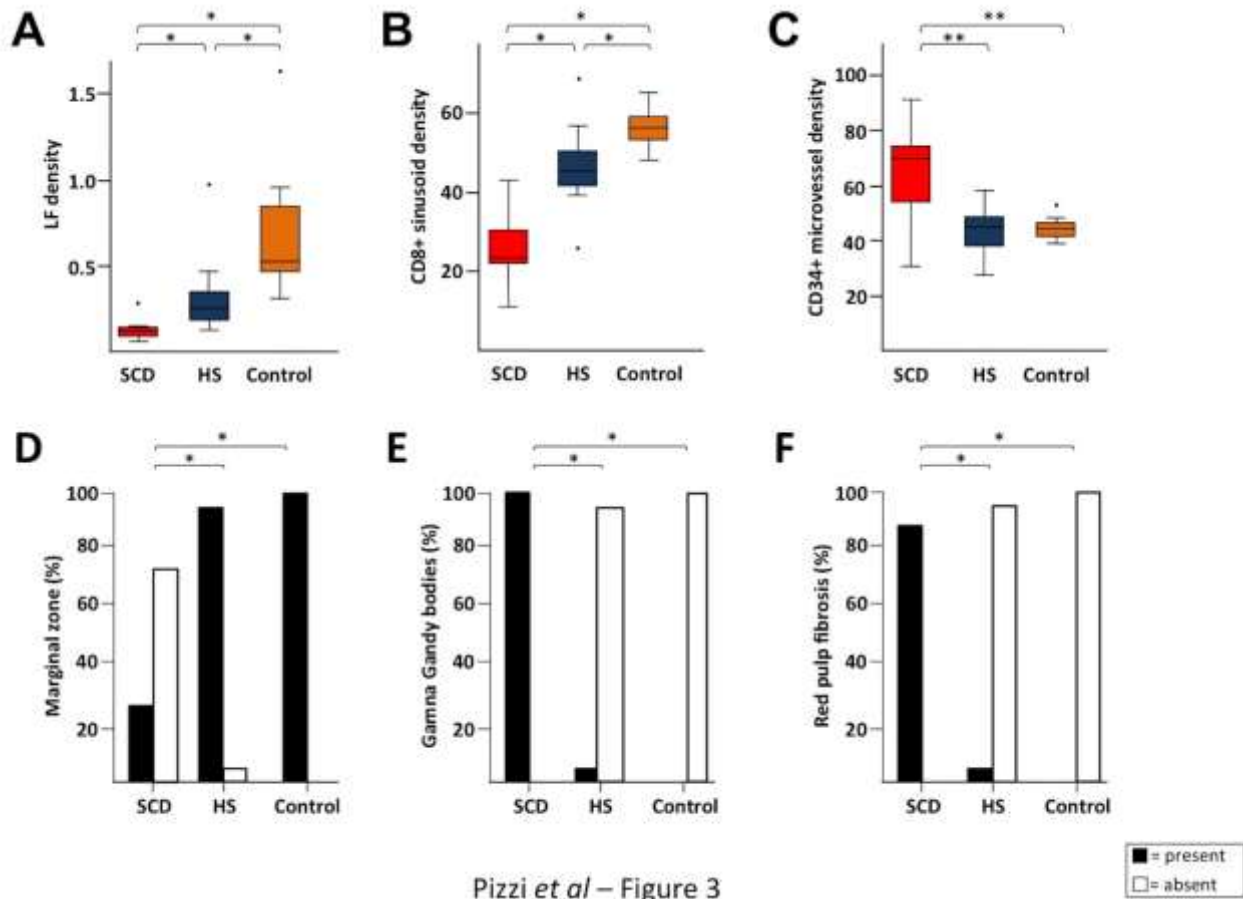 A
*
* *
LF density
1.5
1.0
0.5
SCD HS Control
B
*
* *
CD8+ sinusoid density
60
40
20
SCD HS Control
C
**
**
CD34+ microvessel density
100
80
60
40
20
SCD HS Control
D
*
*
Marginal zone (%)
100
80
60
40
20
SCD HS Control
E
*
*
Gamna Gandy bodies (%)
100
80
60
40
20
SCD HS Control
F
*
*
Red pulp fibrosis (%)
100
80
60
40
20
SCD HS Control
= present
= absent
Pizzi et al – Figure 3